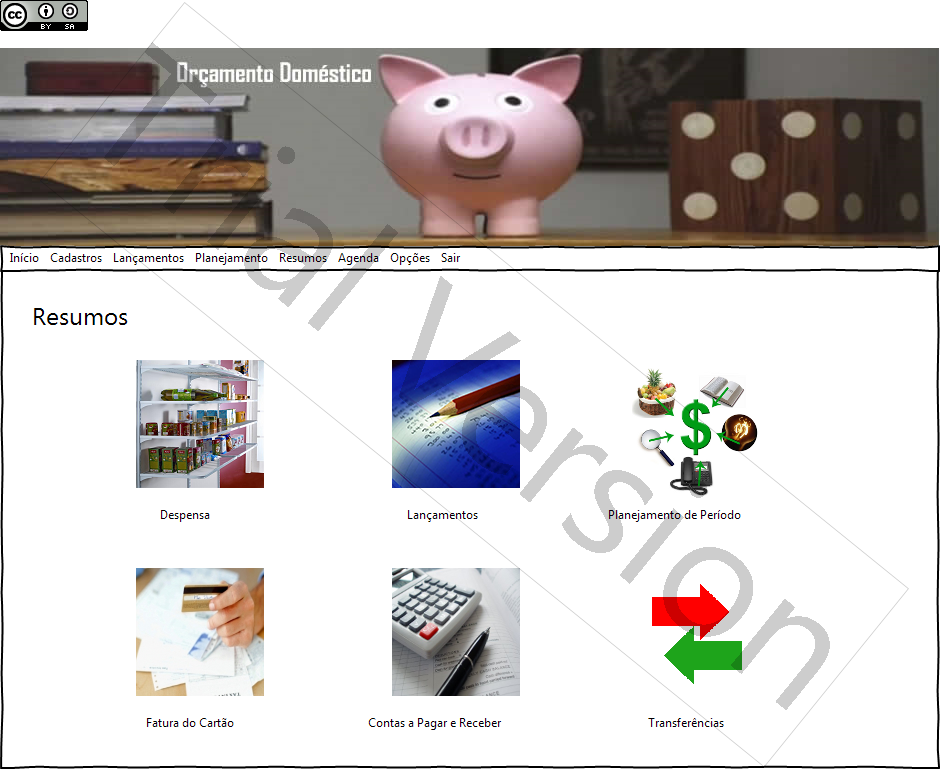 cc BY SA
Orçamento Doméstico
Início Cadastros Lançamentos Planejamento Resumos Agenda Opções Sair
Resumos
Despensa Lançamentos Planejamento de Período
Fatura do Cartão Contas a Pagar e Receber Transferências
Trial Version